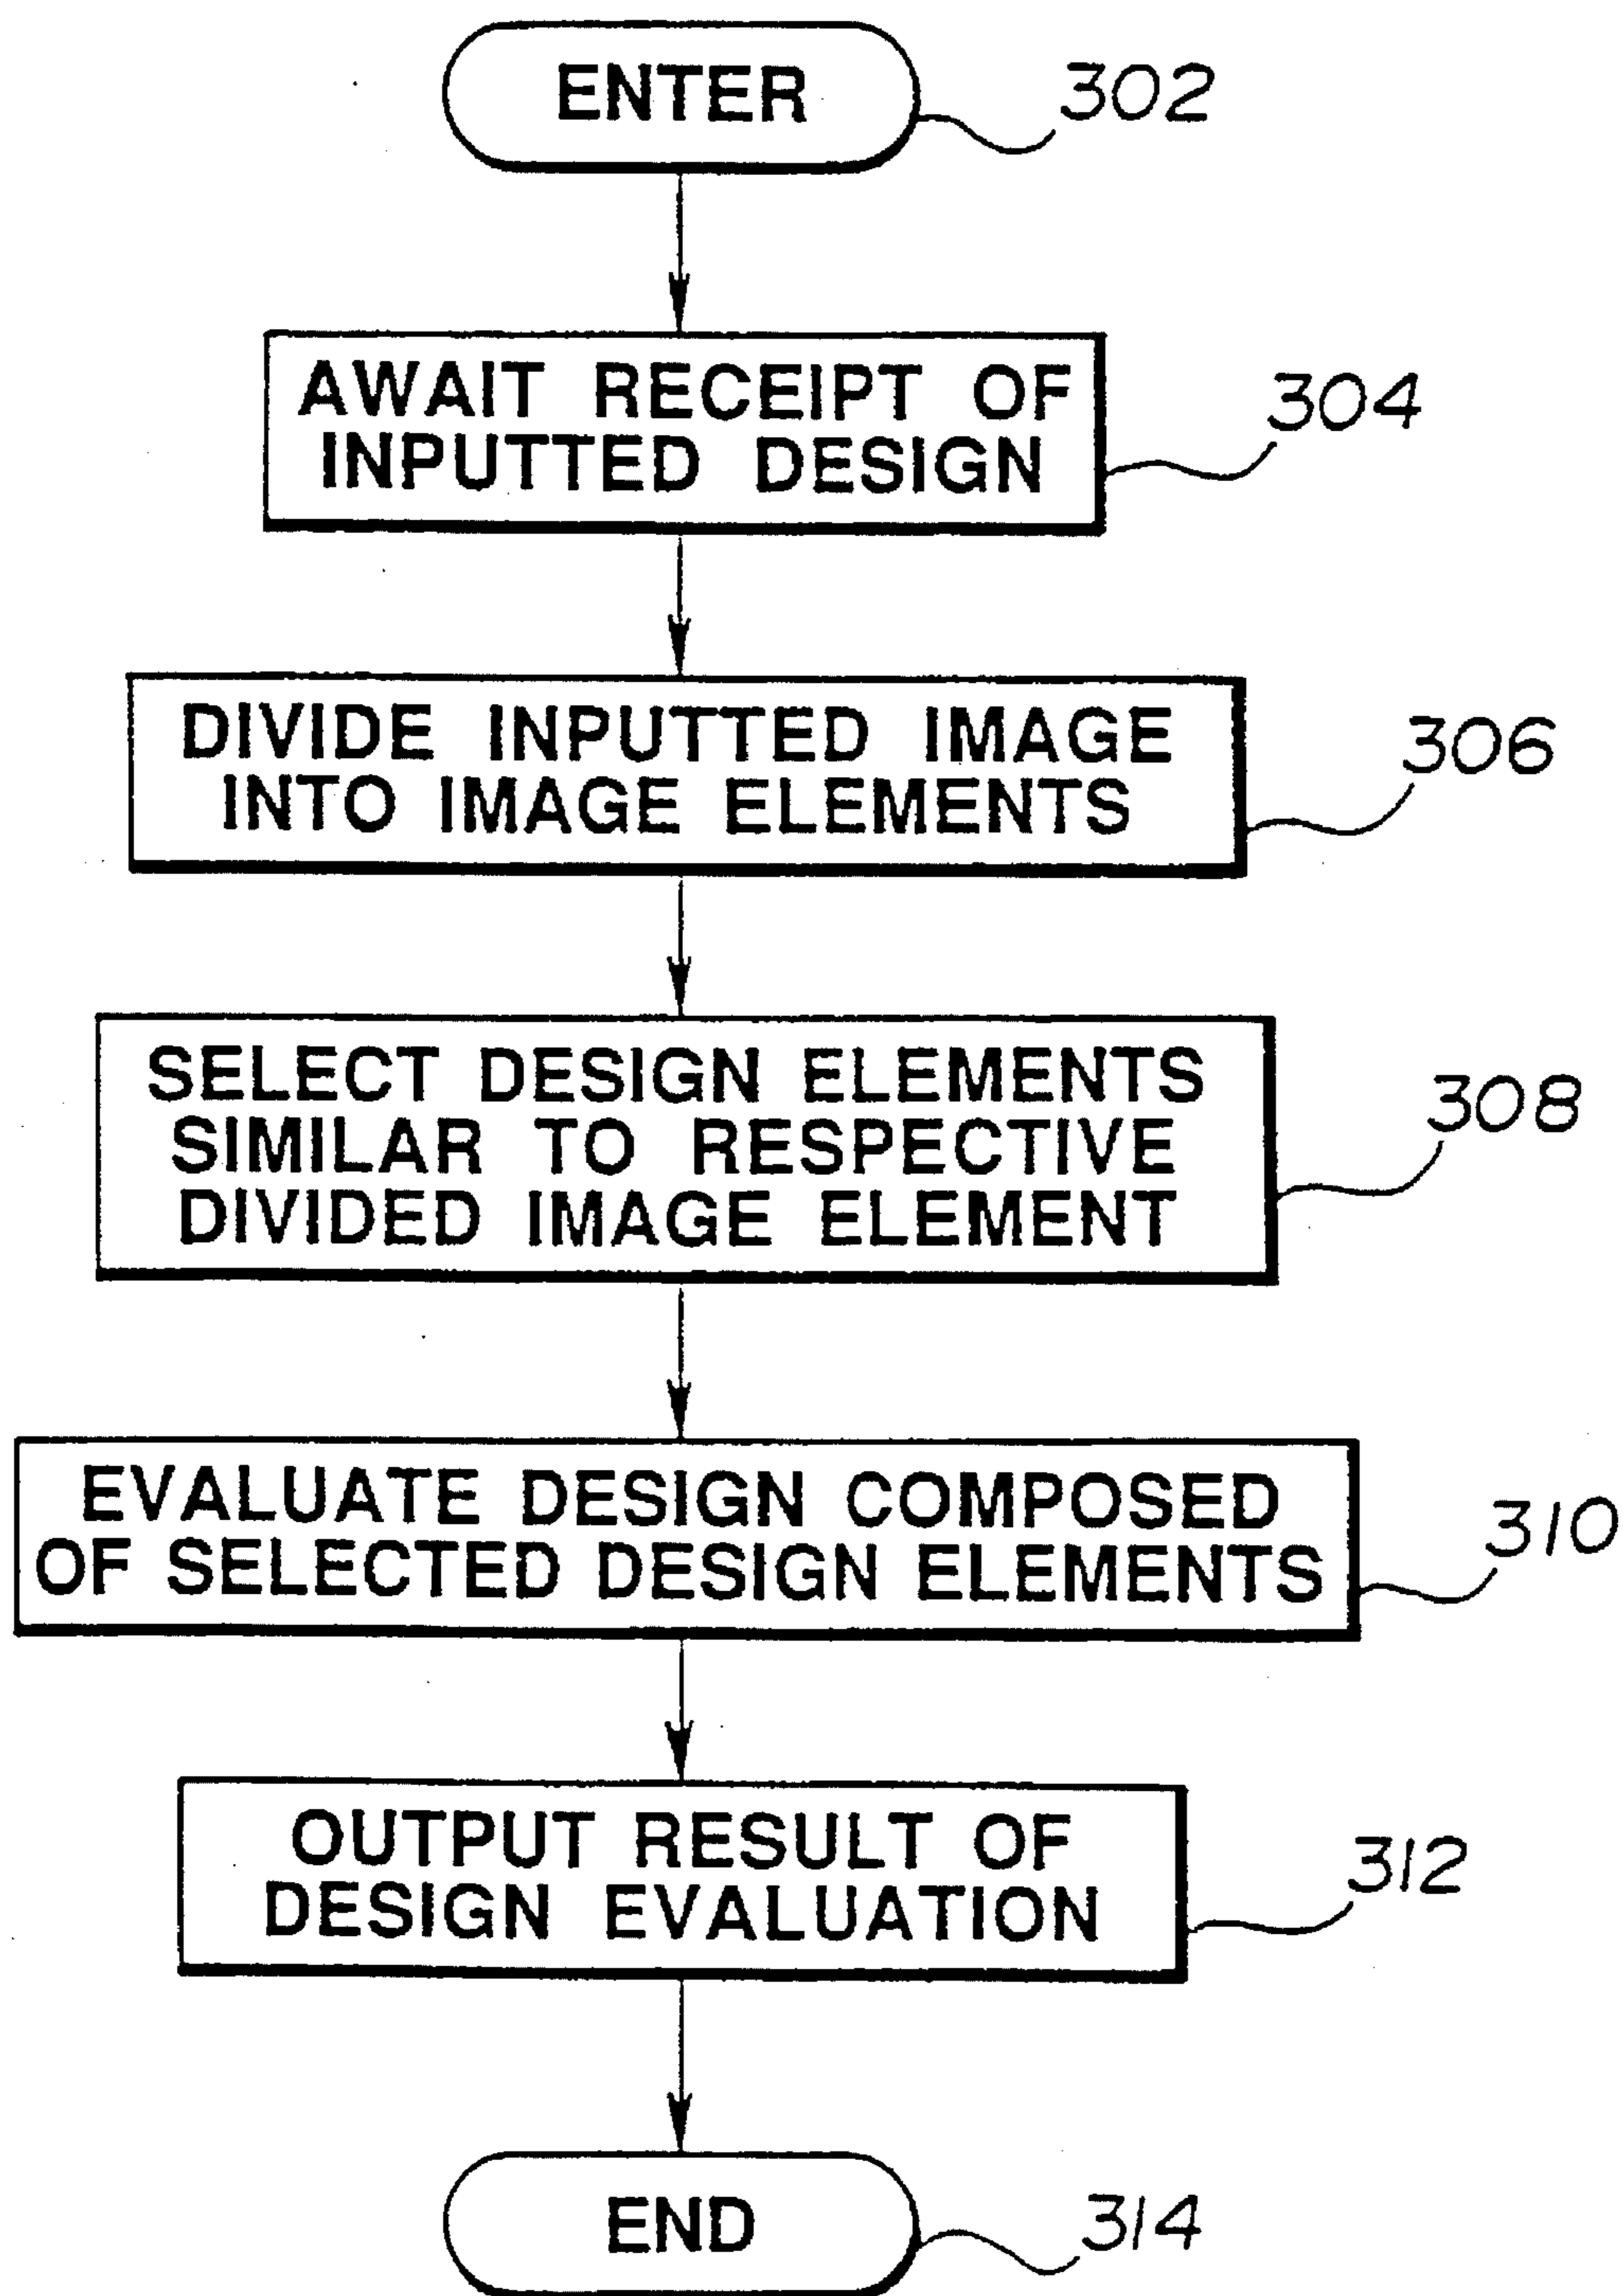 ENTER
302
AWAIT RECEIPT OF
INPUTTED DESIGN
304
DIVIDE INPUTTED IMAGE
INTO IMAGE ELEMENTS
306
SELECT DESIGN ELEMENTS
SIMILAR TO RESPECTIVE
DIVIDED IMAGE ELEMENT
308
EVALUATE DESIGN COMPOSED
OF SELECTED DESIGN ELEMENTS
310
OUTPUT RESULT OF
DESIGN EVALUATION
312
END
314